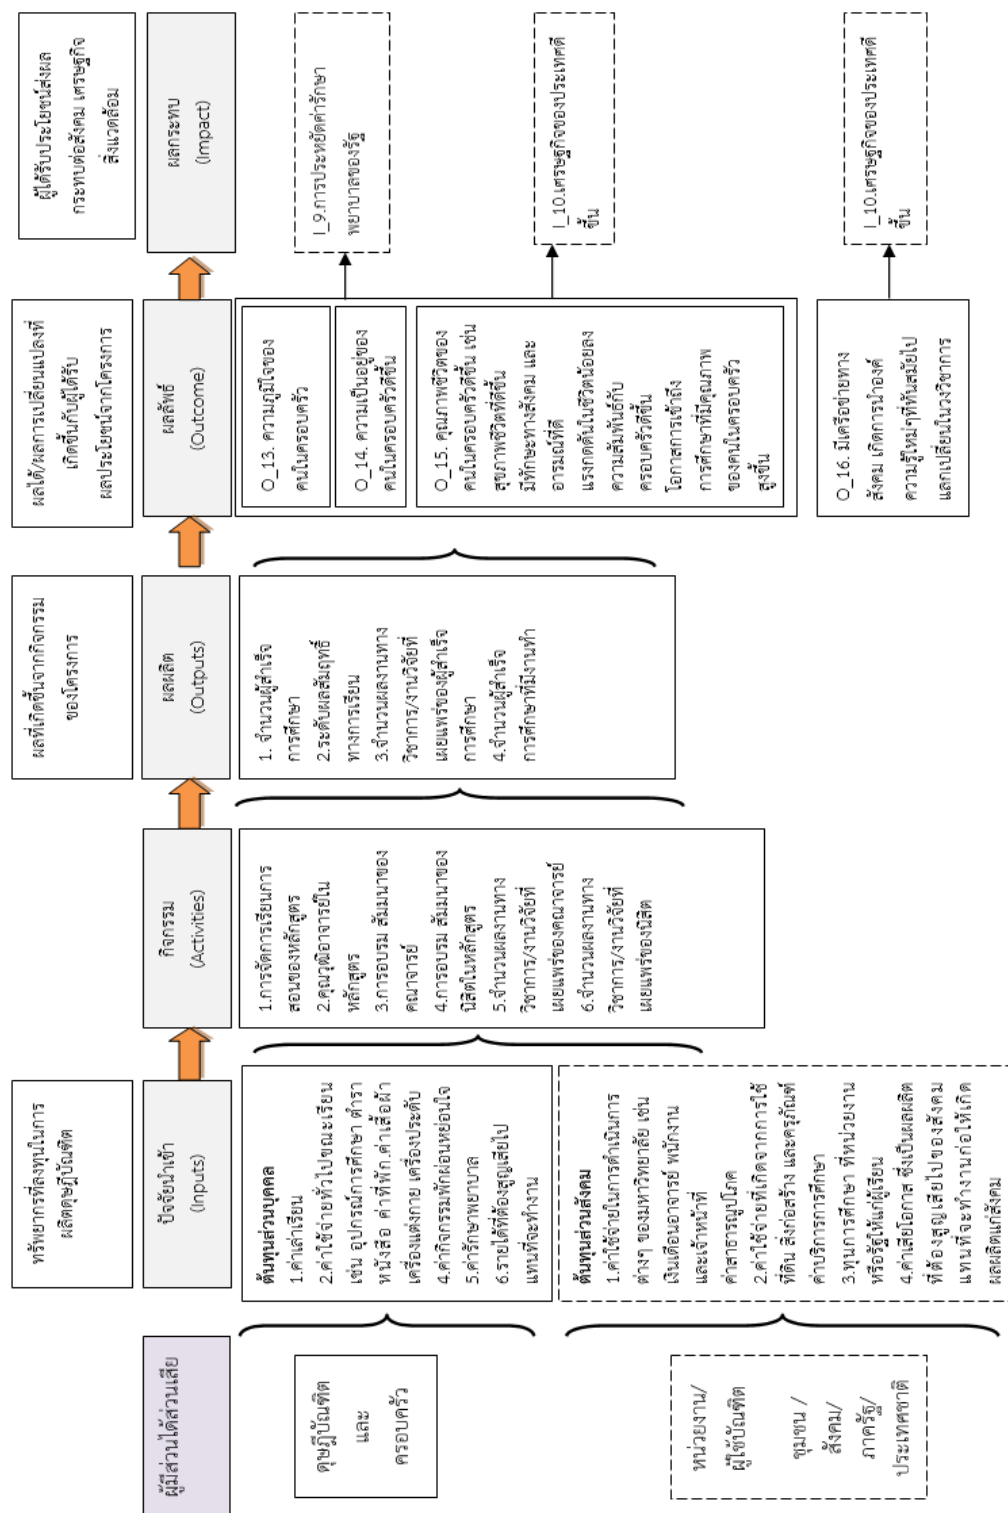 ทรัพยากรที่ลงทุนในการ
ผลิตดุษฎีบัณฑิต
ผลที่เกิดขึ้นจากกิจกรรม
ของโครงการ
ผลได้/ผลการเปลี่ยนแปลงที่
เกิดขึ้นกับผู้ได้รับ
ผลประโยชน์จากโครงการ
ผู้ได้รับประโยชน์ส่งผล
กระทบต่อสังคม เศรษฐกิจ
สิ่งแวดล้อม
ผู้มีส่วนได้ส่วนเสีย
ปัจจัยนำเข้า
(Inputs)
กิจกรรม
(Activities)
ผลผลิต
(Outputs)
ผลลัพธ์
(Outcome)
ผลกระทบ
(Impact)
ดุษฎีบัณฑิต
และ
ครอบครัว
ต้นทุนส่วนบุคคล
1.ค่าเล่าเรียน
2.ค่าใช้จ่ายทั่วไปขณะเรียน
เช่น อุปกรณ์การศึกษา ตำรา
หนังสือ ค่าที่พัก.ค่าเสื้อผ้า
เครื่องแต่งกาย เครื่องประดับ
4.ค่ากิจกรรมพักผ่อนหย่อนใจ
5.ค่ารักษาพยาบาล
6.รายได้ที่ต้องสูญเสียไป
แทนที่จะทำงาน
1.การจัดการเรียนการ
สอนของหลักสูตร
2.คุณวุฒิอาจารย์ใน
หลักสูตร
3.การอบรม สัมมนาของ
คณาจารย์
4.การอบรม สัมมนาของ
นิสิตในหลักสูตร
5.จำนวนผลงานทาง
วิชาการ/งานวิจัยที่
เผยแพร่ของคณาจารย์
6.จำนวนผลงานทาง
วิชาการ/งานวิจัยที่
เผยแพร่ของนิสิต
1. จำนวนผู้สำเร็จ
การศึกษา
2.ระดับผลสัมฤทธิ์
ทางการเรียน
3.จำนวนผลงานทาง
วิชาการ/งานวิจัยที่
เผยแพร่ของผู้สำเร็จ
การศึกษา
4.จำนวนผู้สำเร็จ
การศึกษาที่มีงานทำ
O_13. ความภูมิใจของ
คนในครอบครัว
O_14. ความเป็นอยู่ของ
คนในครอบครัวดีขึ้น
O_15. คุณภาพชีวิตของ
คนในครอบครัวดีขึ้น เช่น
สุขภาพชีวิตที่ดีขึ้น
มีทักษะทางสังคม และ
อารมณ์ที่ดี
แรงกดดันในชีวิตน้อยลง
ความสัมพันธ์กับ
ครอบครัวดีขึ้น
โอกาสการเข้าถึง
การศึกษาที่มีคุณภาพ
ของคนในครอบครัว
สูงขึ้น
I_9.การประหยัดค่ารักษา
พยาบาลของรัฐ
I_10.เศรษฐกิจของประเทศดี
ขึ้น
หน่วยงาน/
ผู้ใช้บัณฑิต
ชุมชน /
สังคม/
ภาครัฐ/
ประเทศชาติ
ต้นทุนส่วนสังคม
1.ค่าใช้จ่ายในการดำเนินการ
ต่างๆ ของมหาวิทยาลัย เช่น
เงินเดือนอาจารย์ พนักงาน
และเจ้าหน้าที่
ค่าสาธารณูปโภค
2.ค่าใช้จ่ายที่เกิดจากการใช้
ที่ดิน สิ่งก่อสร้าง และครุภัณฑ์
ค่าบริการการศึกษา
3.ทุนการศึกษา ที่หน่วยงาน
หรือรัฐให้แก่ผู้เรียน
4.ค่าเสียโอกาส ซึ่งเป็นผลผลิต
ที่ต้องสูญเสียไปของสังคม
แทนที่จะทำงานก่อให้เกิด
ผลผลิตแก่สังคม
O_16. มีเครือข่ายทาง
สังคม เกิดการนำองค์
ความรู้ใหม่ๆที่ทันสมัยไป
แลกเปลี่ยนในวงวิชาการ
I_10.เศรษฐกิจของประเทศดี
ขึ้น